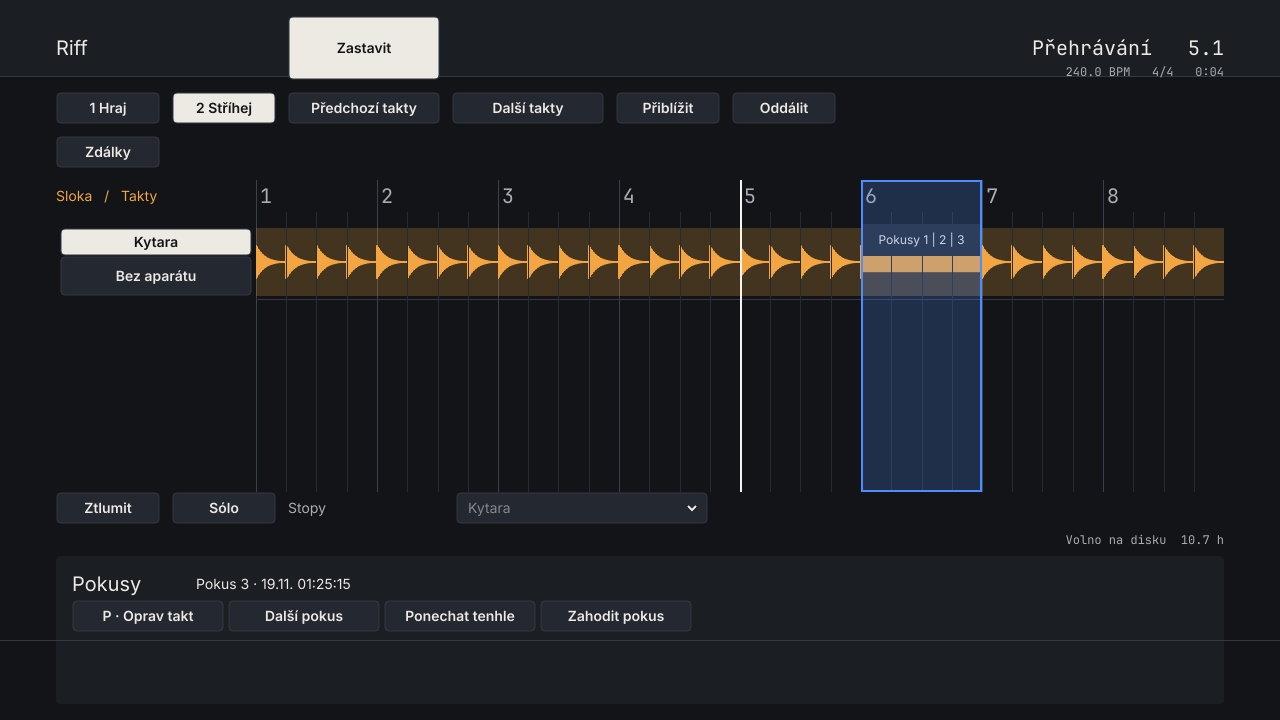 Riff
Zastavit
Přehrávání 5.1
240.0 BPM 4/4 0:04
1 Hraj
2 Stříhej
Předchozí takty
Další takty
Přiblížit
Oddálit
Zdálky
Sloka / Takty
1 2 3 4 5 6 7 8
Kytara
Pokusy 1 | 2 | 3
Bez aparátu
Ztlumit
Sólo
Stopy
Kytara
Volno na disku 10.7 h
Pokusy
Pokus 3 · 19.11. 01:25:15
P · Oprav takt
Další pokus
Ponechat tenhle
Zahodit pokus